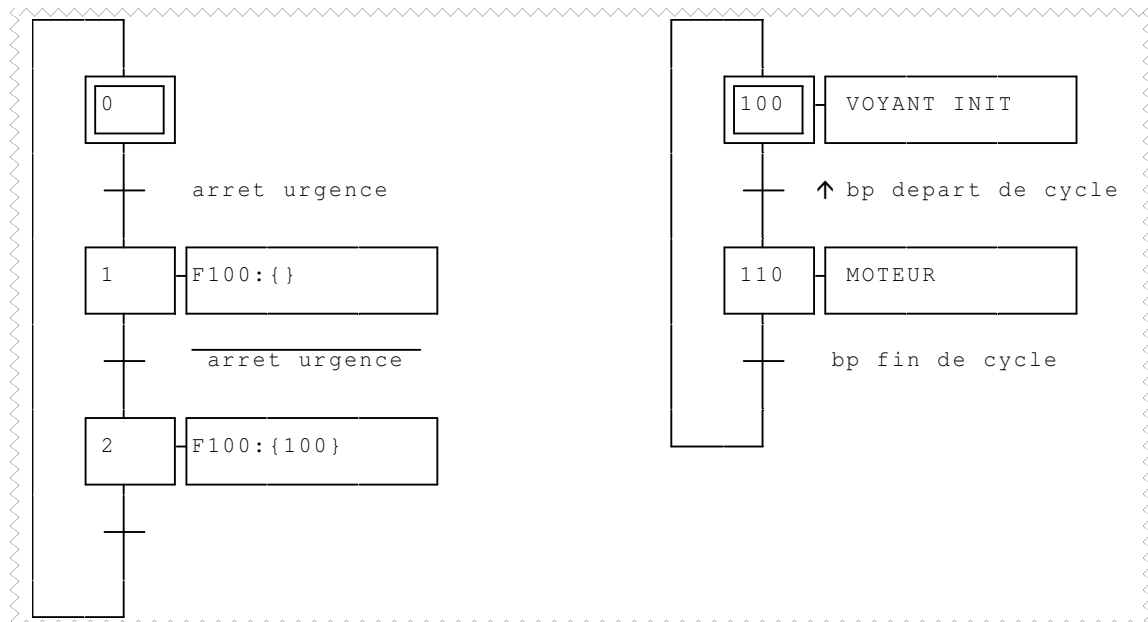 0
arret urgence
1 F100:{}
arret urgence
2 F100:{100}
100 VOYANT INIT
↑ bp depart de cycle
110 MOTEUR
bp fin de cycle